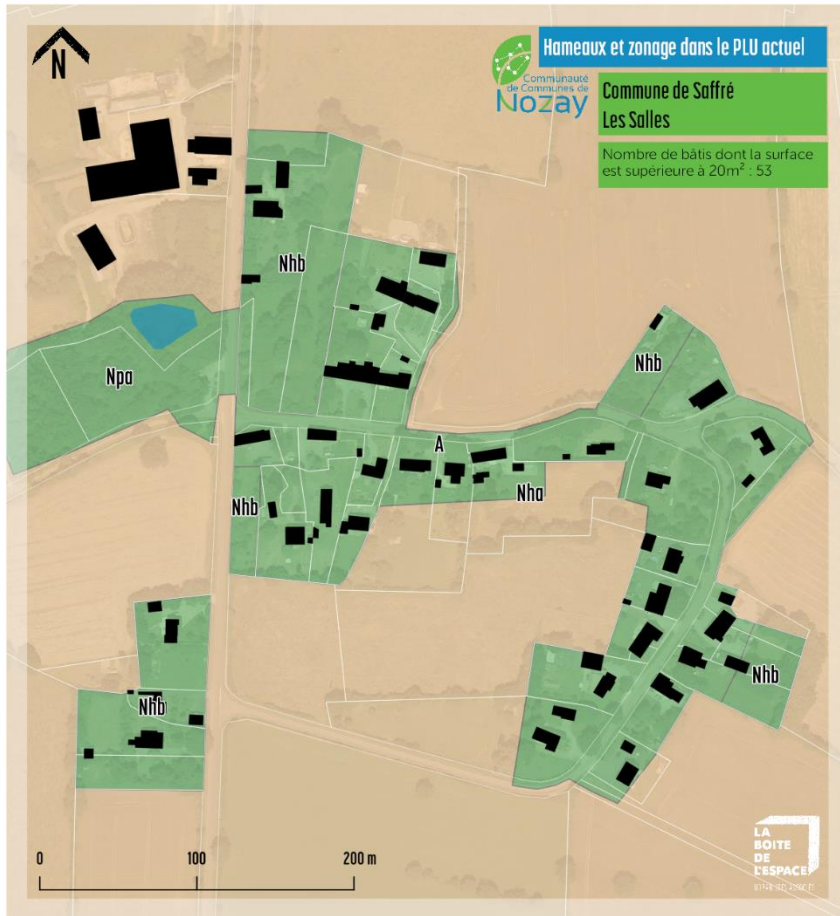 N
Hameaux et zonage dans le PLU actuel
Communauté
de Communes de
Nozay
Commune de Saffré
Les Salles
Nombre de bâtis dont la surface
est supérieure à 20m² : 53
Nhb
Nhb
Npa
A
Nhb
Nha
Nhb
Nhb
0 100 200 m
LA
BOITE
DE
L'ESPACE